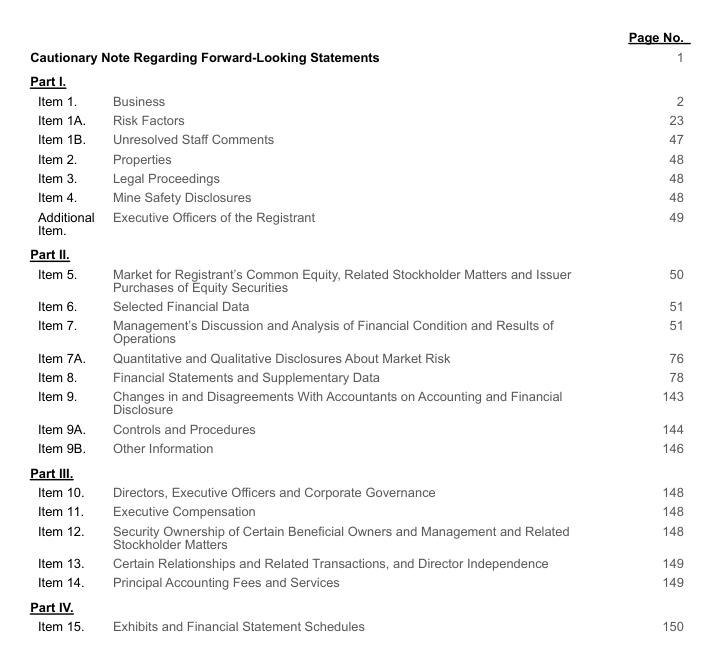 Page No.
Cautionary Note Regarding Forward-Looking Statements 1
Part I.
Item 1. Business 2
Item 1A. Risk Factors 23
Item 1B. Unresolved Staff Comments 47
Item 2. Properties 48
Item 3. Legal Proceedings 48
Item 4. Mine Safety Disclosures 48
Additional Executive Officers of the Registrant 49
Item.
Part II.
Item 5. Market for Registrant's Common Equity, Related Stockholder Matters and Issuer 50
Purchases of Equity Securities
Item 6. Selected Financial Data 51
Item 7. Management's Discussion and Analysis of Financial Condition and Results of 51
Operations
Item 7A. Quantitative and Qualitative Disclosures About Market Risk 76
Item 8. Financial Statements and Supplementary Data 78
Item 9. Changes in and Disagreements With Accountants on Accounting and Financial 143
Disclosure
Item 9A. Controls and Procedures 144
Item 9B. Other Information 146
Part III.
Item 10. Directors, Executive Officers and Corporate Governance 148
Item 11. Executive Compensation 148
Item 12. Security Ownership of Certain Beneficial Owners and Management and Related 148
Stockholder Matters
Item 13. Certain Relationships and Related Transactions, and Director Independence 149
Item 14. Principal Accounting Fees and Services 149
Part IV.
Item 15. Exhibits and Financial Statement Schedules 150